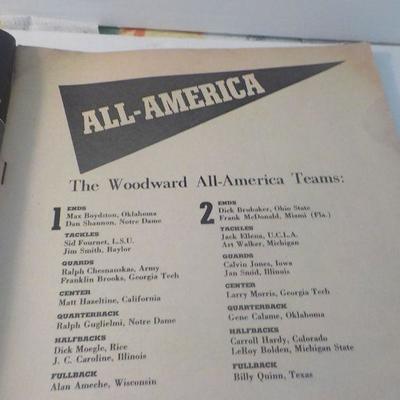 ALL-AMERICA
The Woodward All-America Teams:
1 ENDS
Max Boydston, Oklahoma
Dan Shannon, Notre Dame
TACKLES
Sid Fournet, L.S.U.
Jim Smith, Baylor
GUARDS
Ralph Chesnauskas, Army
Franklin Brooks, Georgia Tech
CENTER
Matt Hazeltine, California
QUARTERBACK
Ralph Guglielmi, Notre Dame
HALFBACKS
Dick Moegle, Rice
J. C. Caroline, Illinois
FULLBACK
Alan Ameche, Wisconsin
2 ENDS
Dick Brubaker, Ohio State
Frank McDonald, Miami (Fla.)
TACKLES
Jack Ellena, U.C.L.A.
Art Walker, Michigan
GUARDS
Calvin Jones, Iowa
Jan Smid, Illinois
CENTER
Larry Morris, Georgia Tech
QUARTERBACK
Gene Calame, Oklahoma
HALFBACKS
Carroll Hardy, Colorado
LeRoy Bolden, Michigan State
FULLBACK
Billy Quinn, Texas